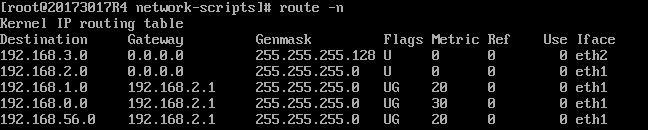 [root@20173017R4 network-scripts]# route -n
Kernel IP routing table
Destination     Gateway         Genmask         Flags Metric Ref    Use Iface
192.168.3.0     0.0.0.0         255.255.255.128 U     0      0        0 eth2
192.168.2.0     0.0.0.0         255.255.255.0   U     0      0        0 eth1
192.168.1.0     192.168.2.1     255.255.255.0   UG    20     0        0 eth1
192.168.0.0     192.168.2.1     255.255.255.0   UG    30     0        0 eth1
192.168.56.0    192.168.2.1     255.255.255.0   UG    20     0        0 eth1